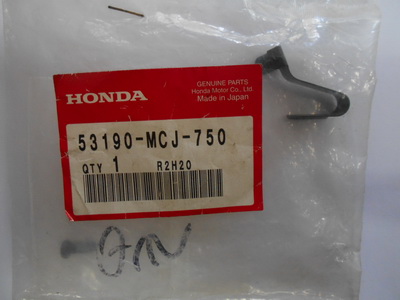 GENUINE PARTS
HONDA
Honda Motor Co., Ltd.
Made in Japan
53190-MCJ-750
QTY 1 R2H20